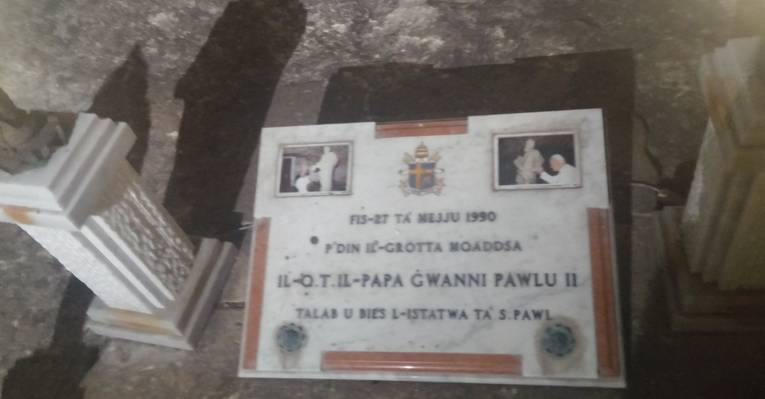 FIS-27 TA' MEJJU 1990
F'DIN IL-GROTTA MQADDSA
IL-Q.T. IL-PAPA ĠWANNI PAWLU II
TALAB U BIES L-ISTATWA TA' S. PAWL